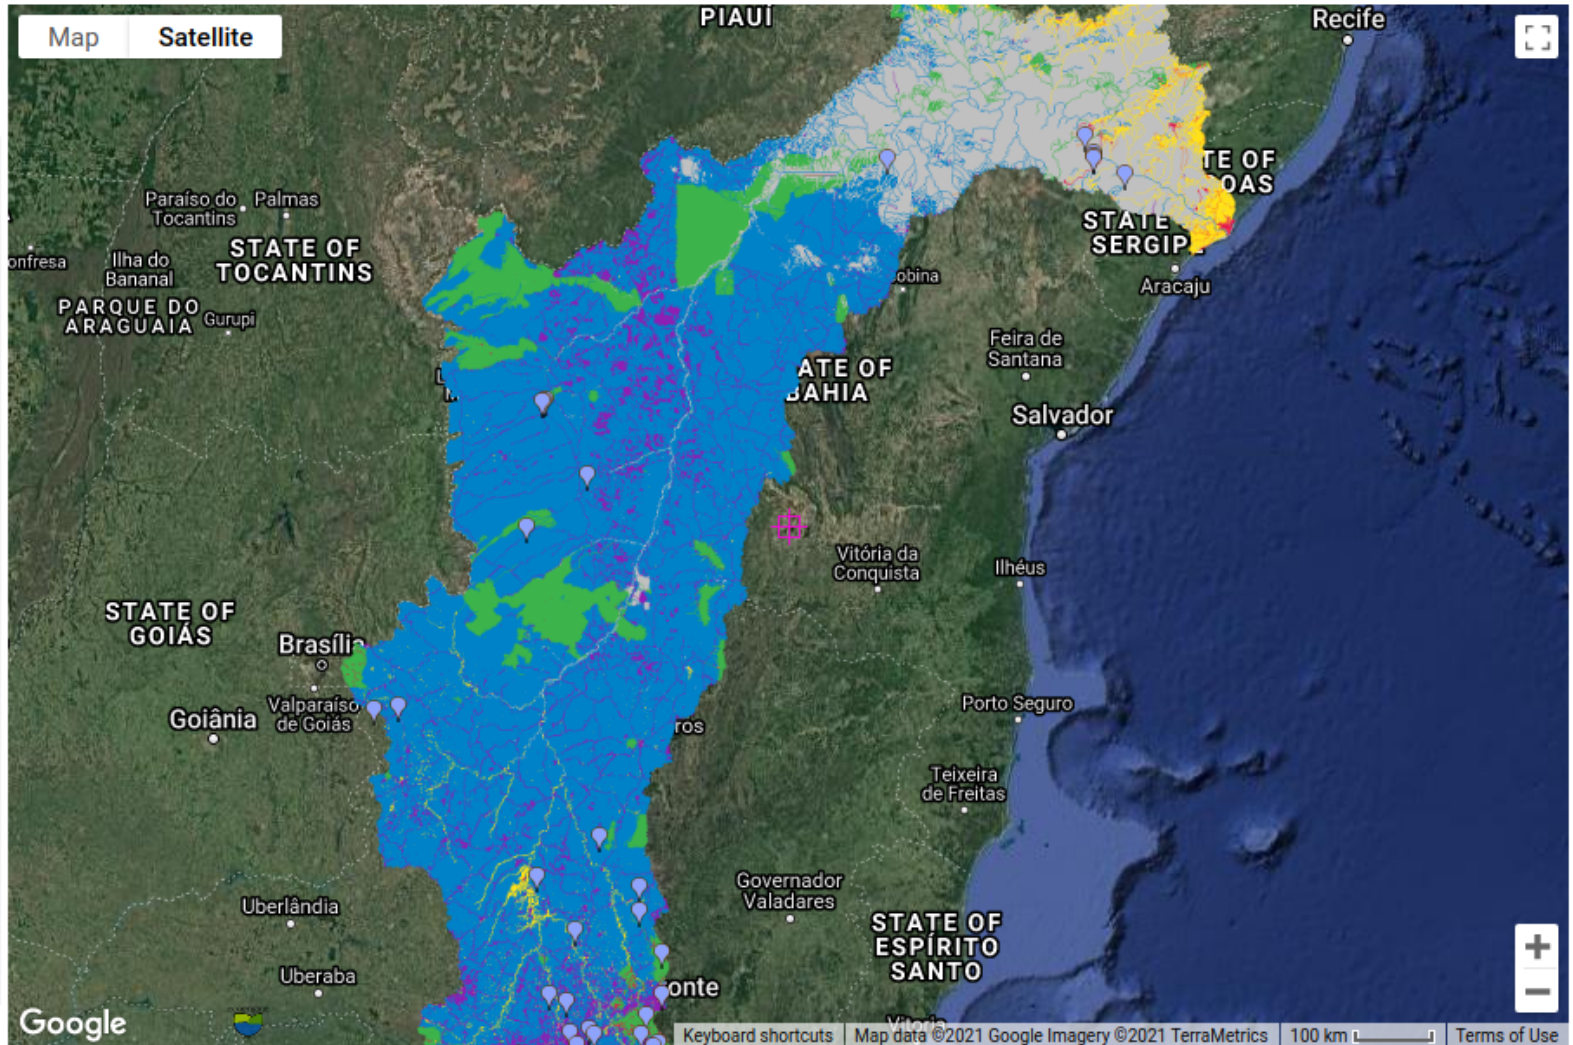 Map
Satellite
PIAUÍ
Recife
TE OF
OAS
Paraíso do
Tocantins
Palmas
STATE OF
TOCANTINS
STATE
SERGIPE
onfresa
Ilha do
Bananal
obina
Aracaju
PARQUE DO
ARAGUAIA
Gurupi
Feira de
Santana
ATE OF
BAHIA
Salvador
Vitória da
Conquista
Ilhéus
STATE OF
GOIÁS
Brasília
Valparaíso
de Goiás
Goiânia
Porto Seguro
ros
Teixeira
de Freitas
Governador
Valadares
Uberlândia
STATE OF
ESPÍRITO
SANTO
Uberaba
onte
Vitoria
Google
Keyboard shortcuts
Map data ©2021 Google Imagery ©2021 TerraMetrics
100 km
Terms of Use